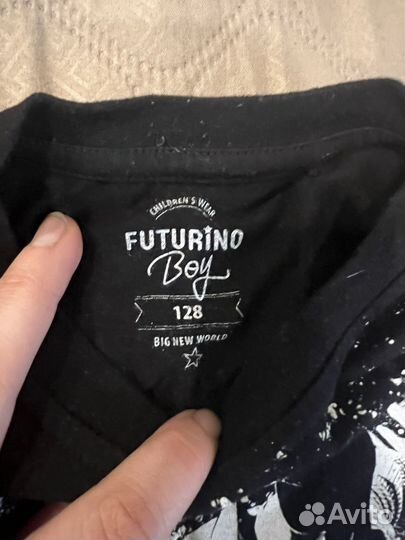 CHILDREN'S WEAR
FUTURINO
Boy
128
BIG NEW WORLD
Avito